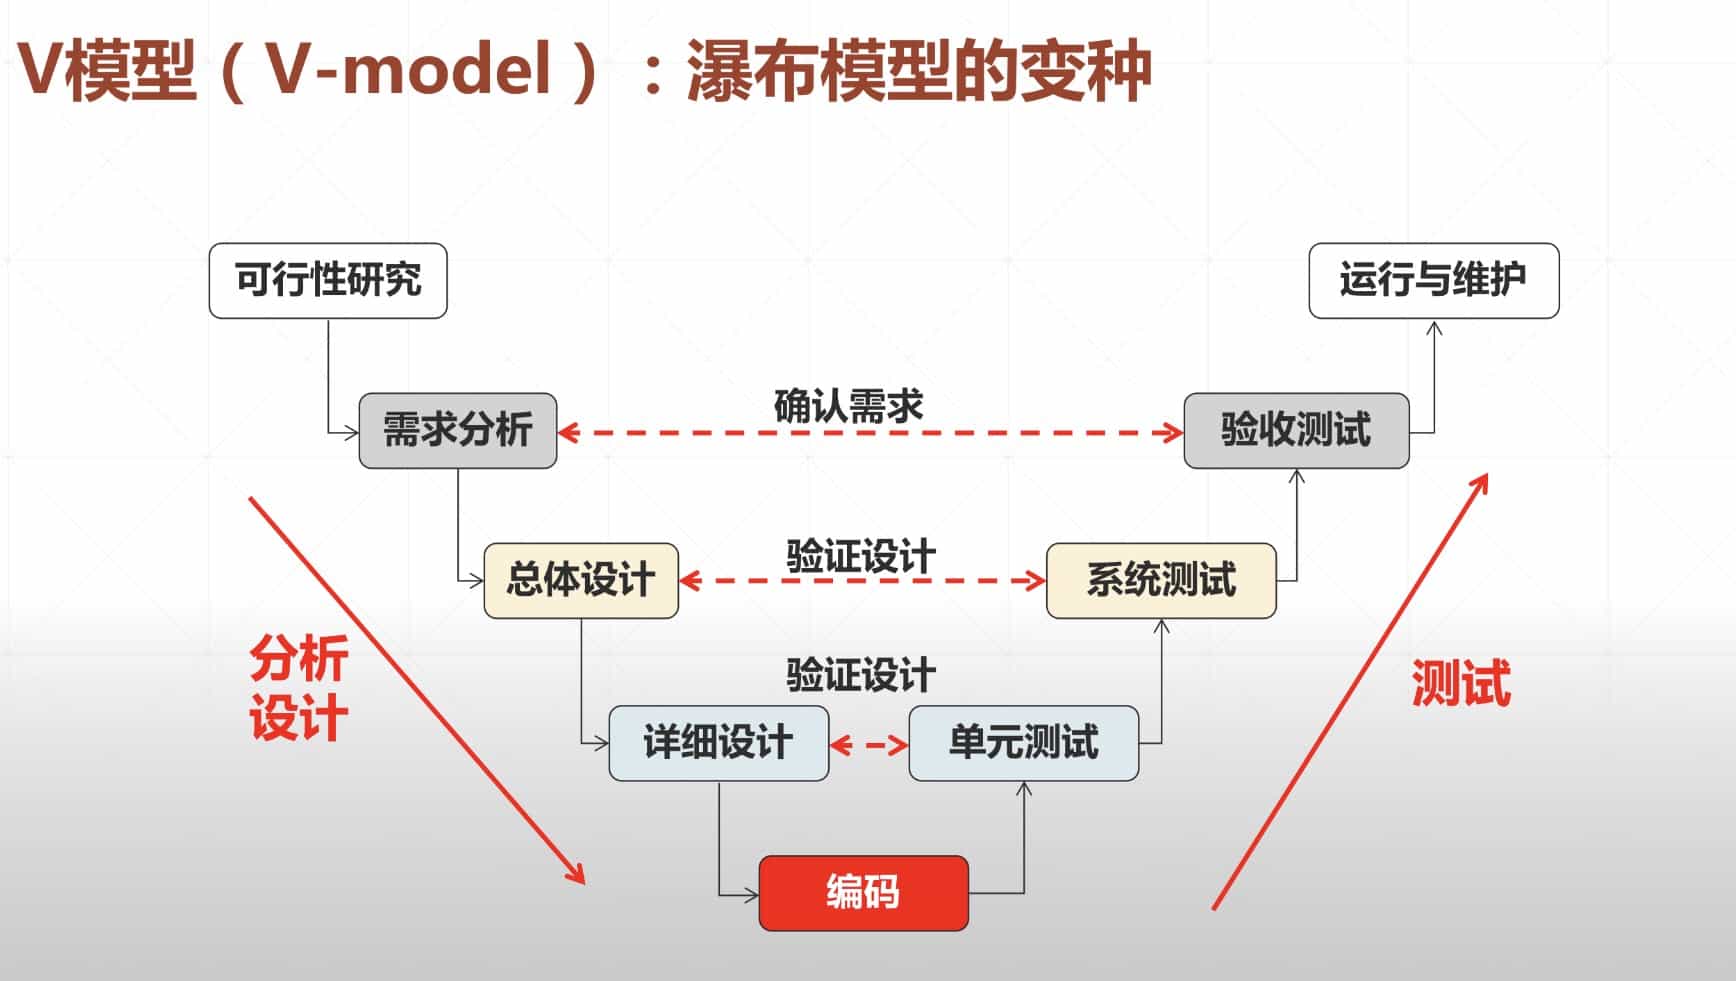 V模型（V-model）：瀑布模型的变种
可行性研究
运行与维护
确认需求
需求分析
验收测试
验证设计
总体设计
系统测试
分析
设计
验证设计
测试
详细设计
单元测试
编码